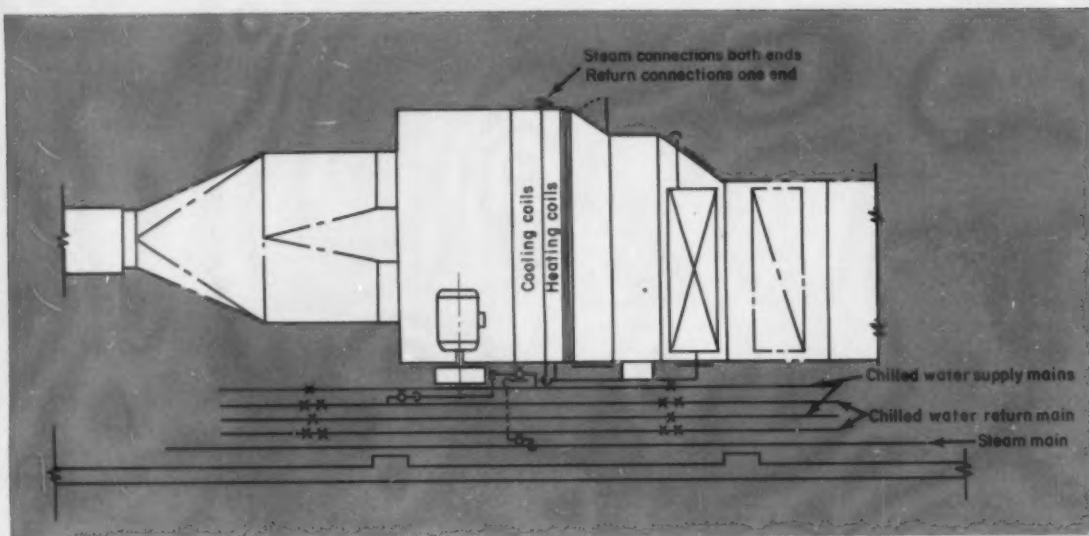 Steam connections both ends
Return connections one end
Cooling coils
Heating coils
Chilled water supply mains
Chilled water return main
Steam main